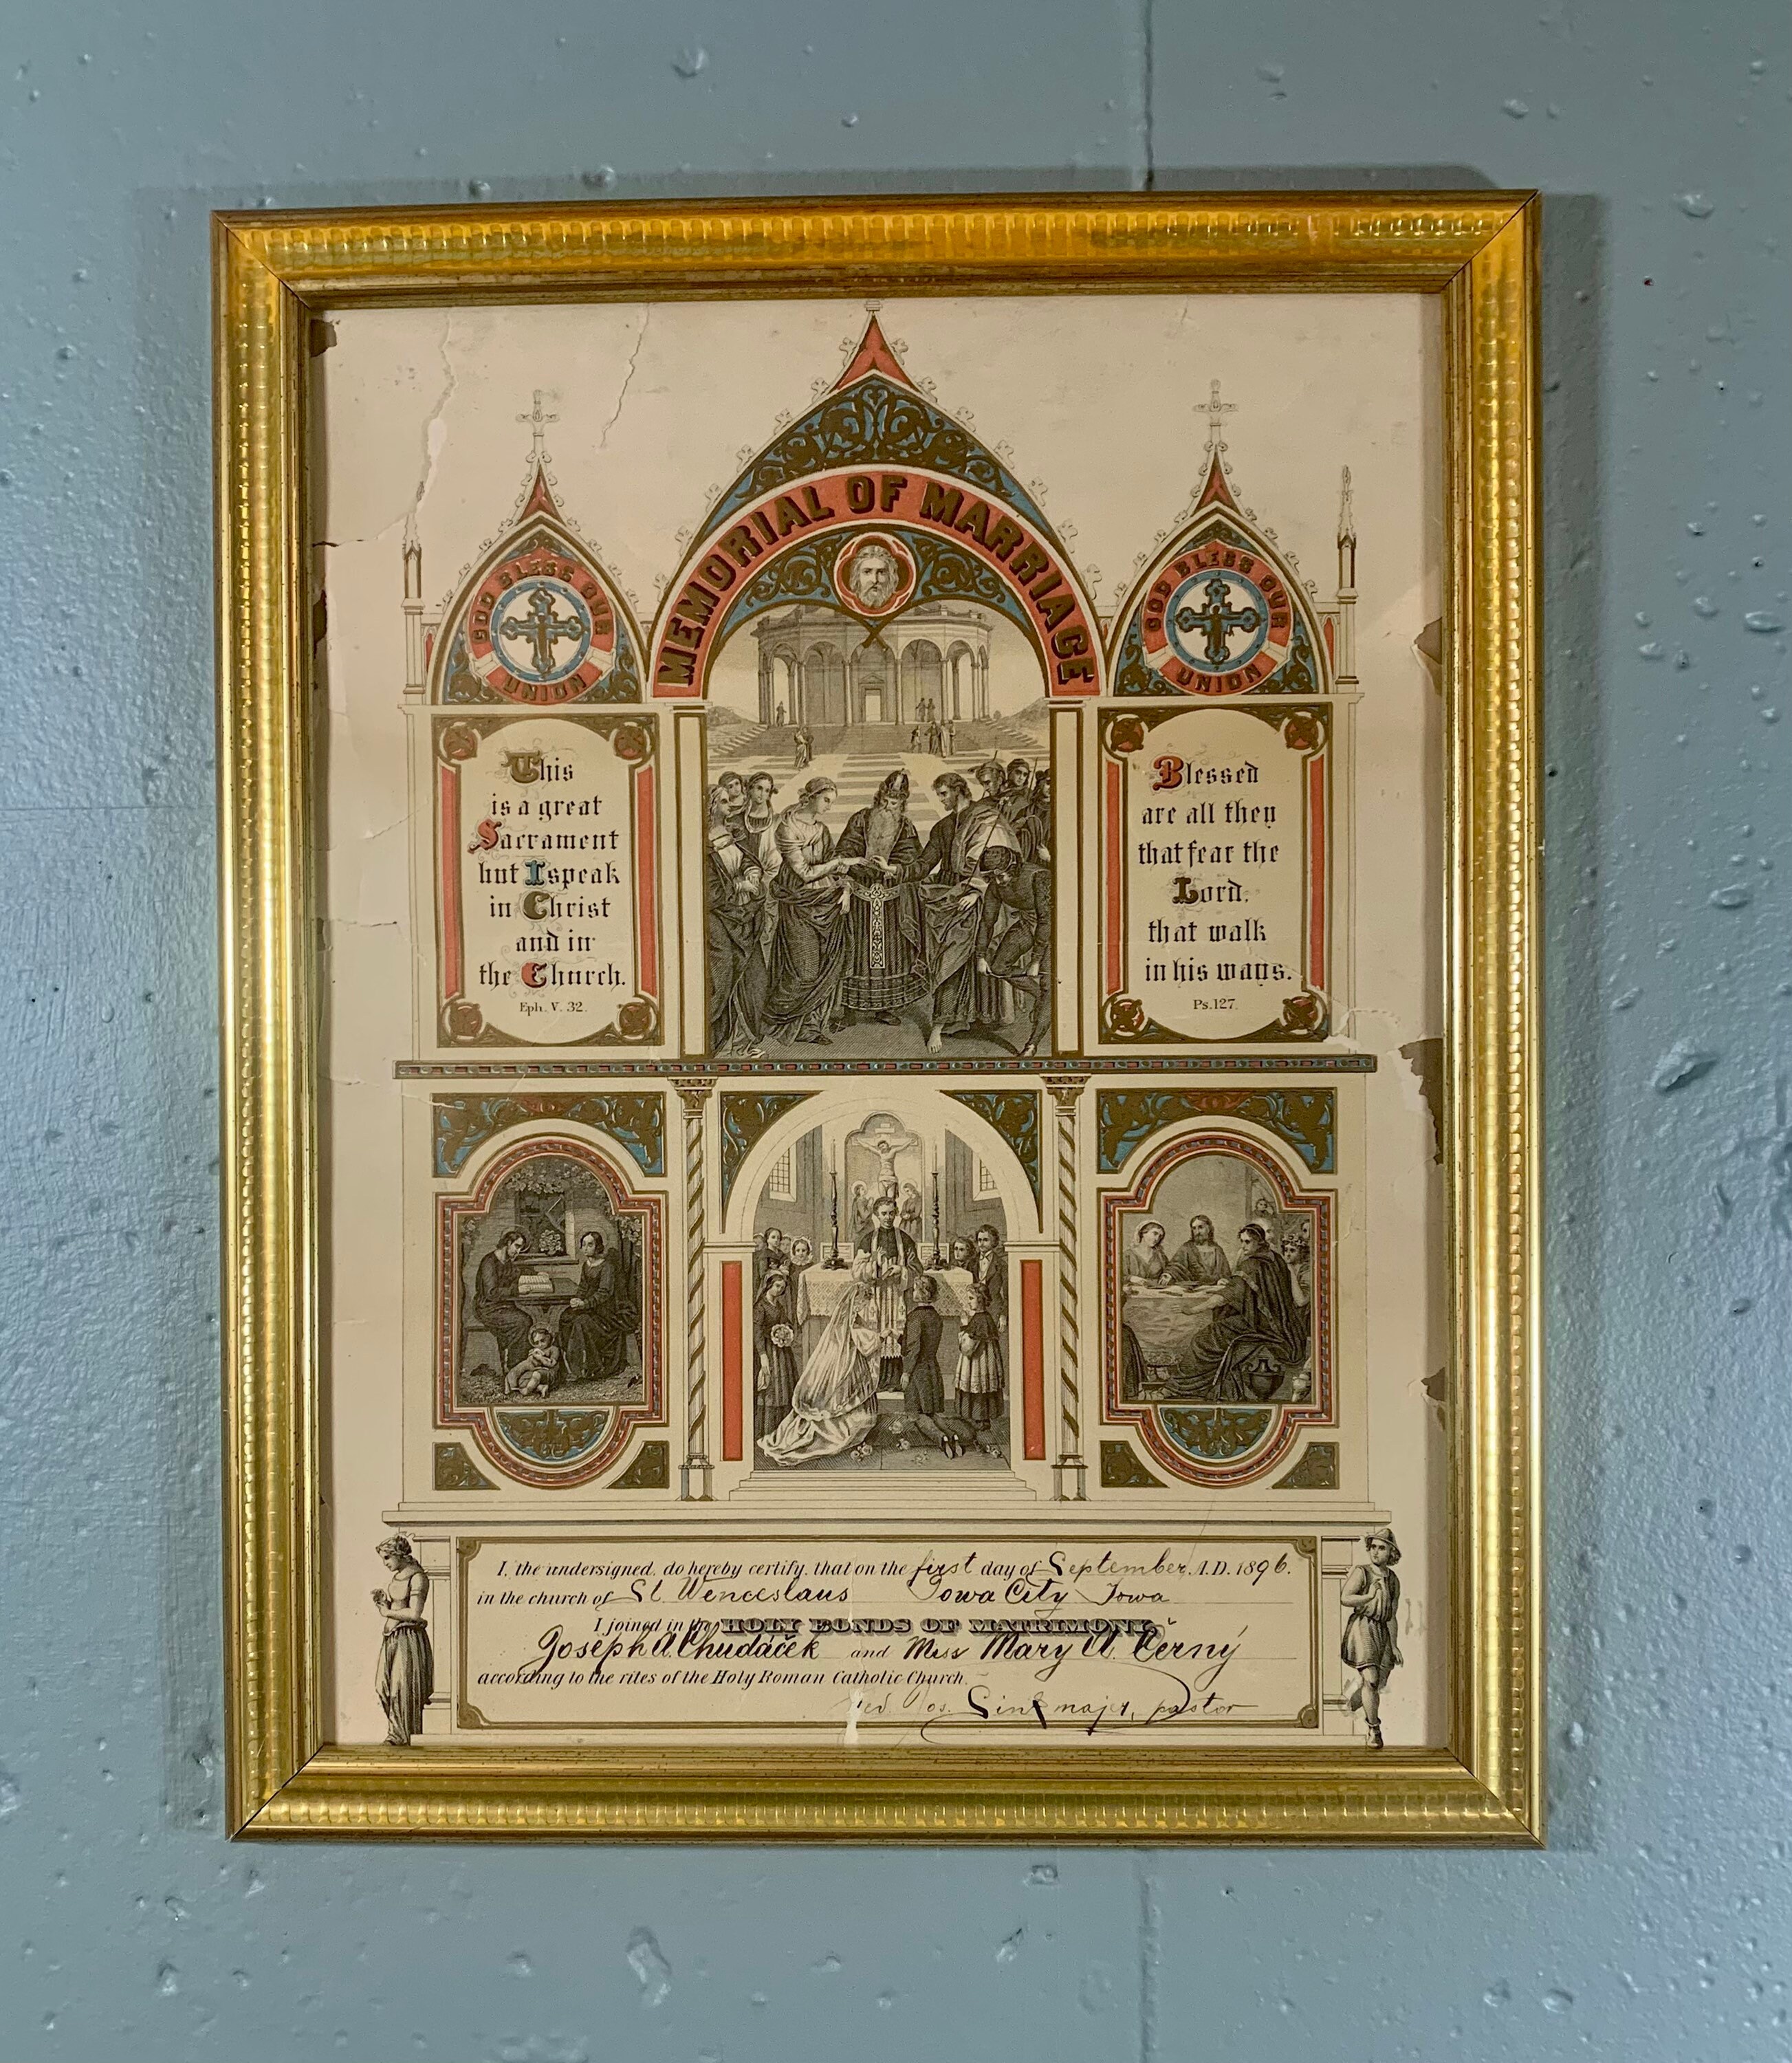 MEMORIAL OF MARRIAGE
GOD BLESS OUR
UNION
GOD BLESS OUR
UNION
This
is a great
Sacrament
but I speak
in Christ
and in
the Church.
Eph. V. 32.
Blessed
are all they
that fear the
Lord:
that walk
in his ways.
Ps. 127.
I, the undersigned, do hereby certify, that on the first day of September, A.D. 1896.
in the church of St. Wenceslaus Iowa City Iowa
I joined in the HOLY BONDS OF MATRIMONY
Joseph A. Chudáček and Miss Mary A. Černý
according to the rites of the Holy Roman Catholic Church.
Jos. Sinkmajer, pastor